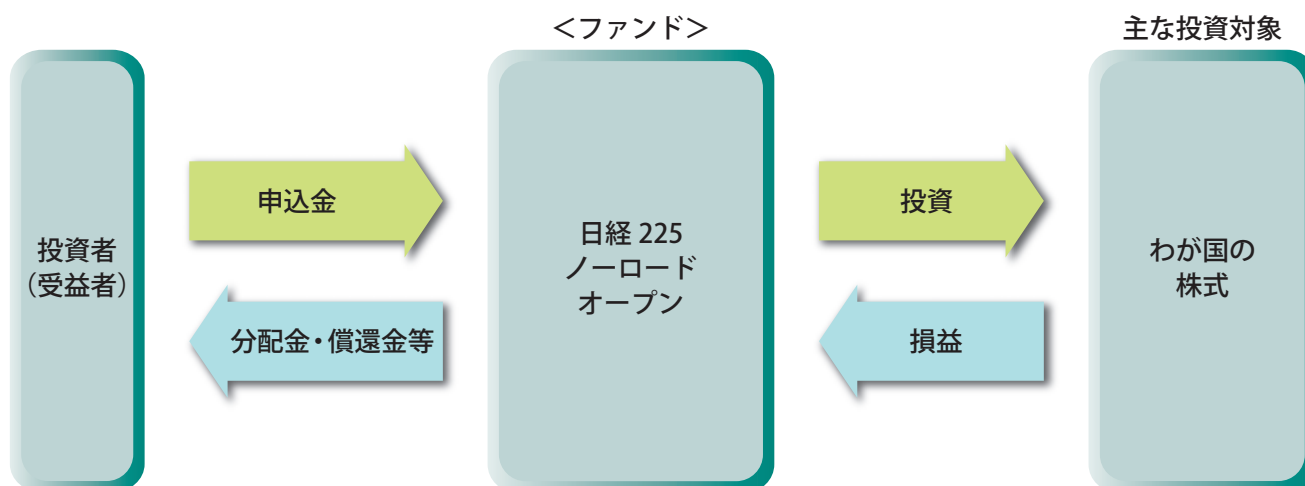 ＜ファンド＞
主な投資対象
投資者
（受益者）
申込金
分配金・償還金等
日経 225
ノーロード
オープン
投資
損益
わが国の
株式